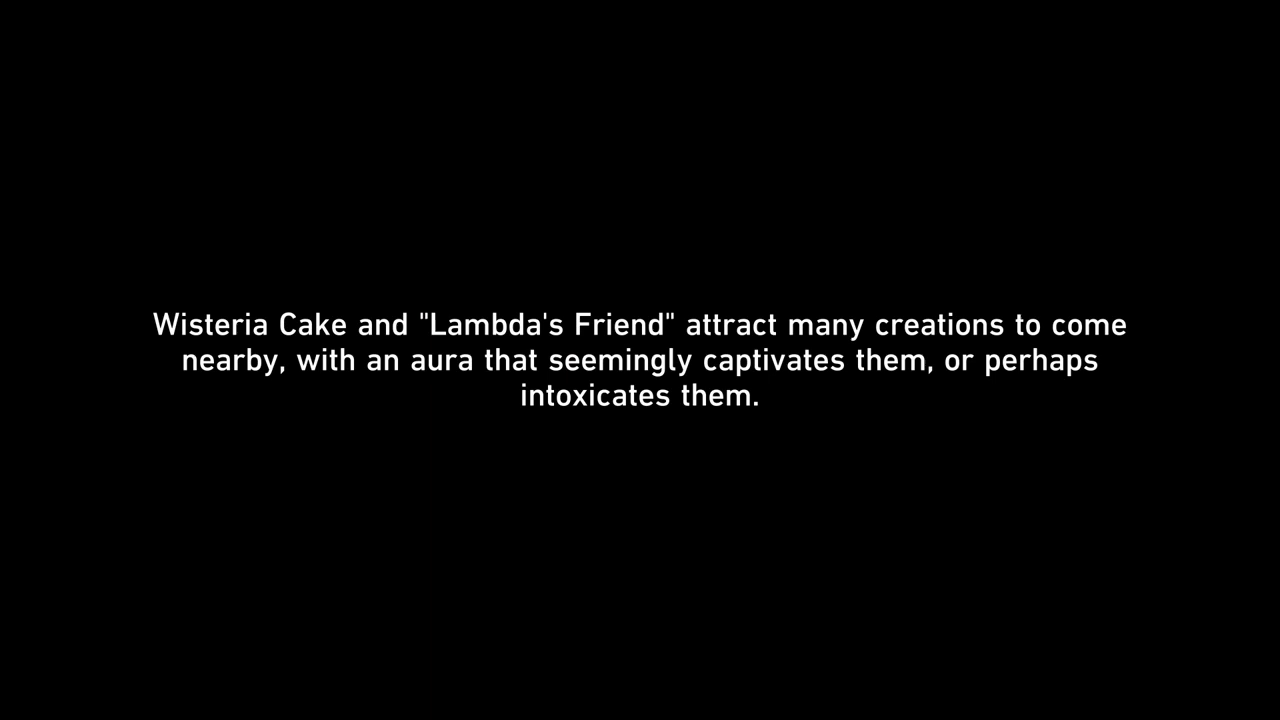 Wisteria Cake and "Lambda's Friend" attract many creations to come
nearby, with an aura that seemingly captivates them, or perhaps
intoxicates them.